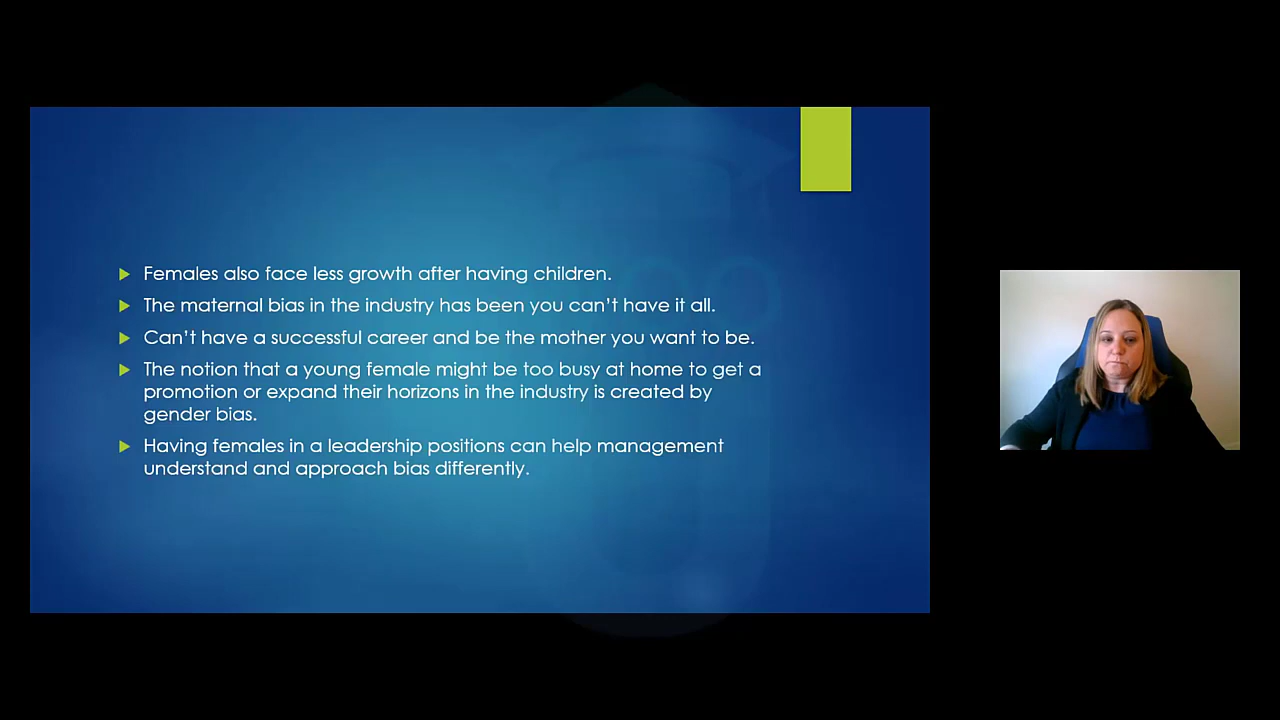 Females also face less growth after having children.
The maternal bias in the industry has been you can't have it all.
Can't have a successful career and be the mother you want to be.
The notion that a young female might be too busy at home to get a
promotion or expand their horizons in the industry is created by
gender bias.
Having females in a leadership positions can help management
understand and approach bias differently.